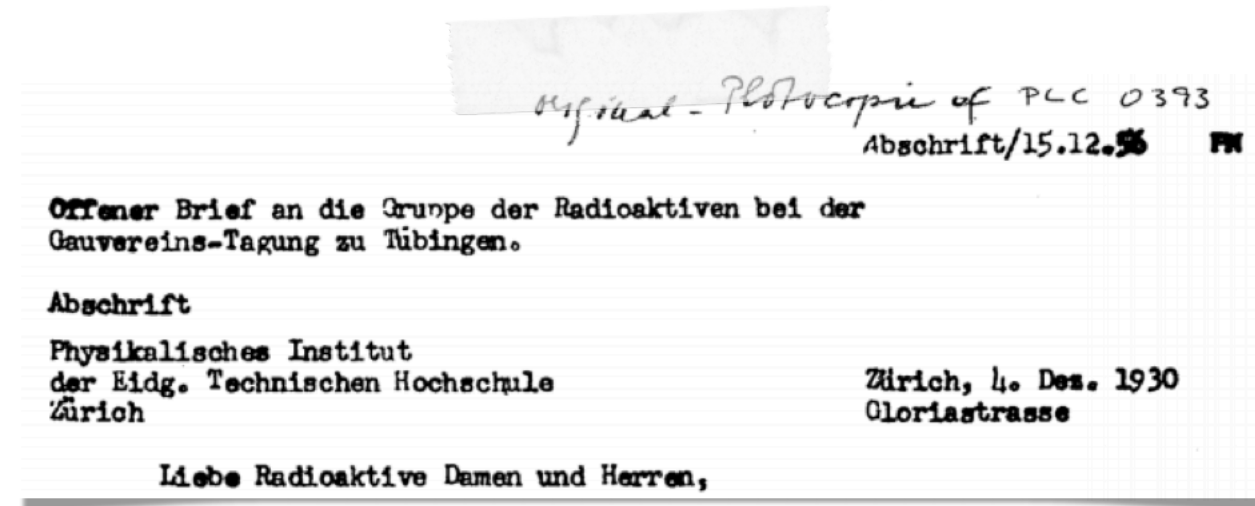 original - Photocopie of PLC 0393
Abschrift/15.12.56 PM
Offener Brief an die Gruppe der Radioaktiven bei der
Gauvereins-Tagung zu Tübingen.
Abschrift
Physikalisches Institut
der Eidg. Technischen Hochschule
Zürich
Zürich, 4. Dez. 1930
Gloriastrasse
Liebe Radioaktive Damen und Herren,